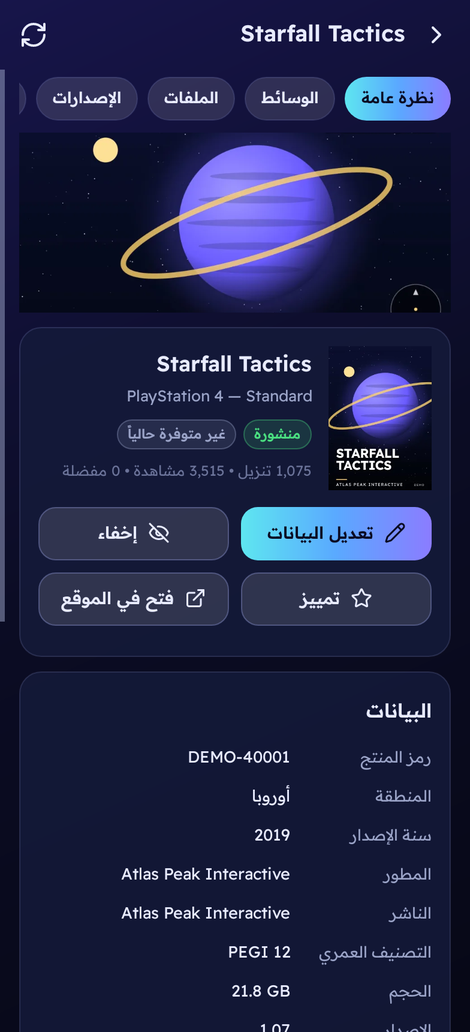 Starfall Tactics
نظرة عامة
الوسائط
الملفات
الإصدارات
STARFALL
TACTICS
ATLAS PEAK INTERACTIVE
Starfall Tactics
PlayStation 4 — Standard
منشورة
غير متوفرة حالياً
1,075 تنزيل • 3,515 مشاهدة • 0 مفضلة
تعديل البيانات
إخفاء
تمييز
فتح في الموقع
البيانات
رمز المنتج DEMO-40001
المنطقة أوروبا
سنة الإصدار 2019
المطور Atlas Peak Interactive
الناشر Atlas Peak Interactive
التصنيف العمري PEGI 12
الحجم 21.8 GB
الإصدار 1.07